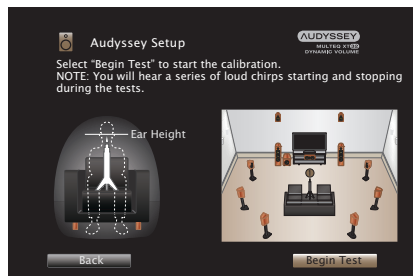 Audyssey Setup
AUDYSSEY
MULTEQ XT32
DYNAMIC VOLUME
Select “Begin Test” to start the calibration.
NOTE: You will hear a series of loud chirps starting and stopping
during the tests.
Ear Height
Back
Begin Test